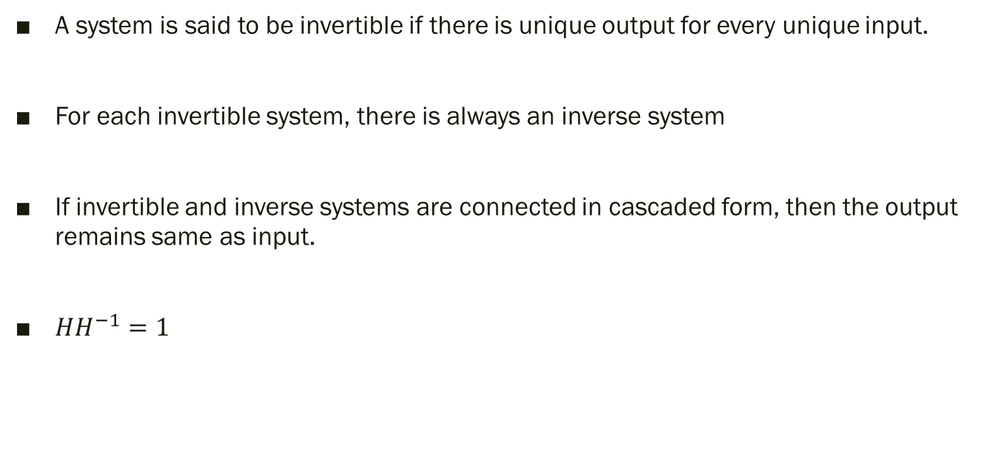 ▪ A system is said to be invertible if there is unique output for every unique input.
▪ For each invertible system, there is always an inverse system
▪ If invertible and inverse systems are connected in cascaded form, then the output
remains same as input.
▪ $HH^{-1} = 1$